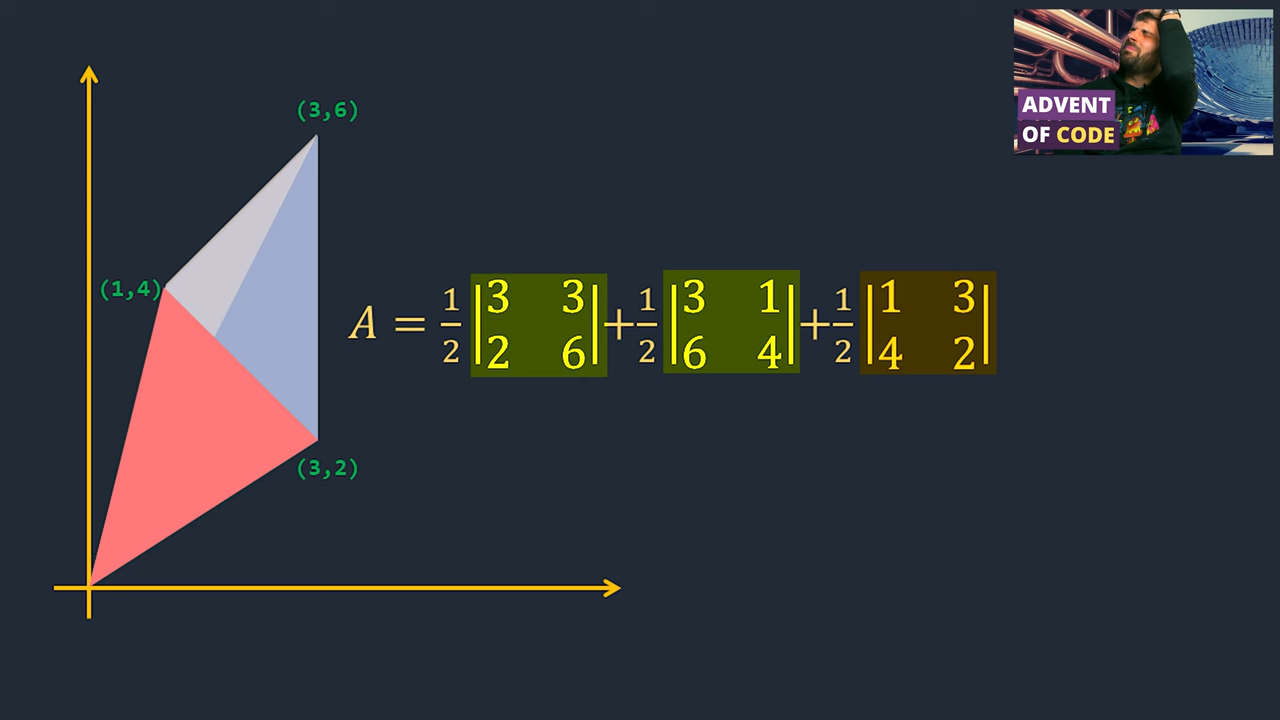 ADVENT
OF CODE
(3,6)
(1,4)
(3,2)
A = 1/2 |3 3; 2 6| + 1/2 |3 1; 6 4| + 1/2 |1 3; 4 2|